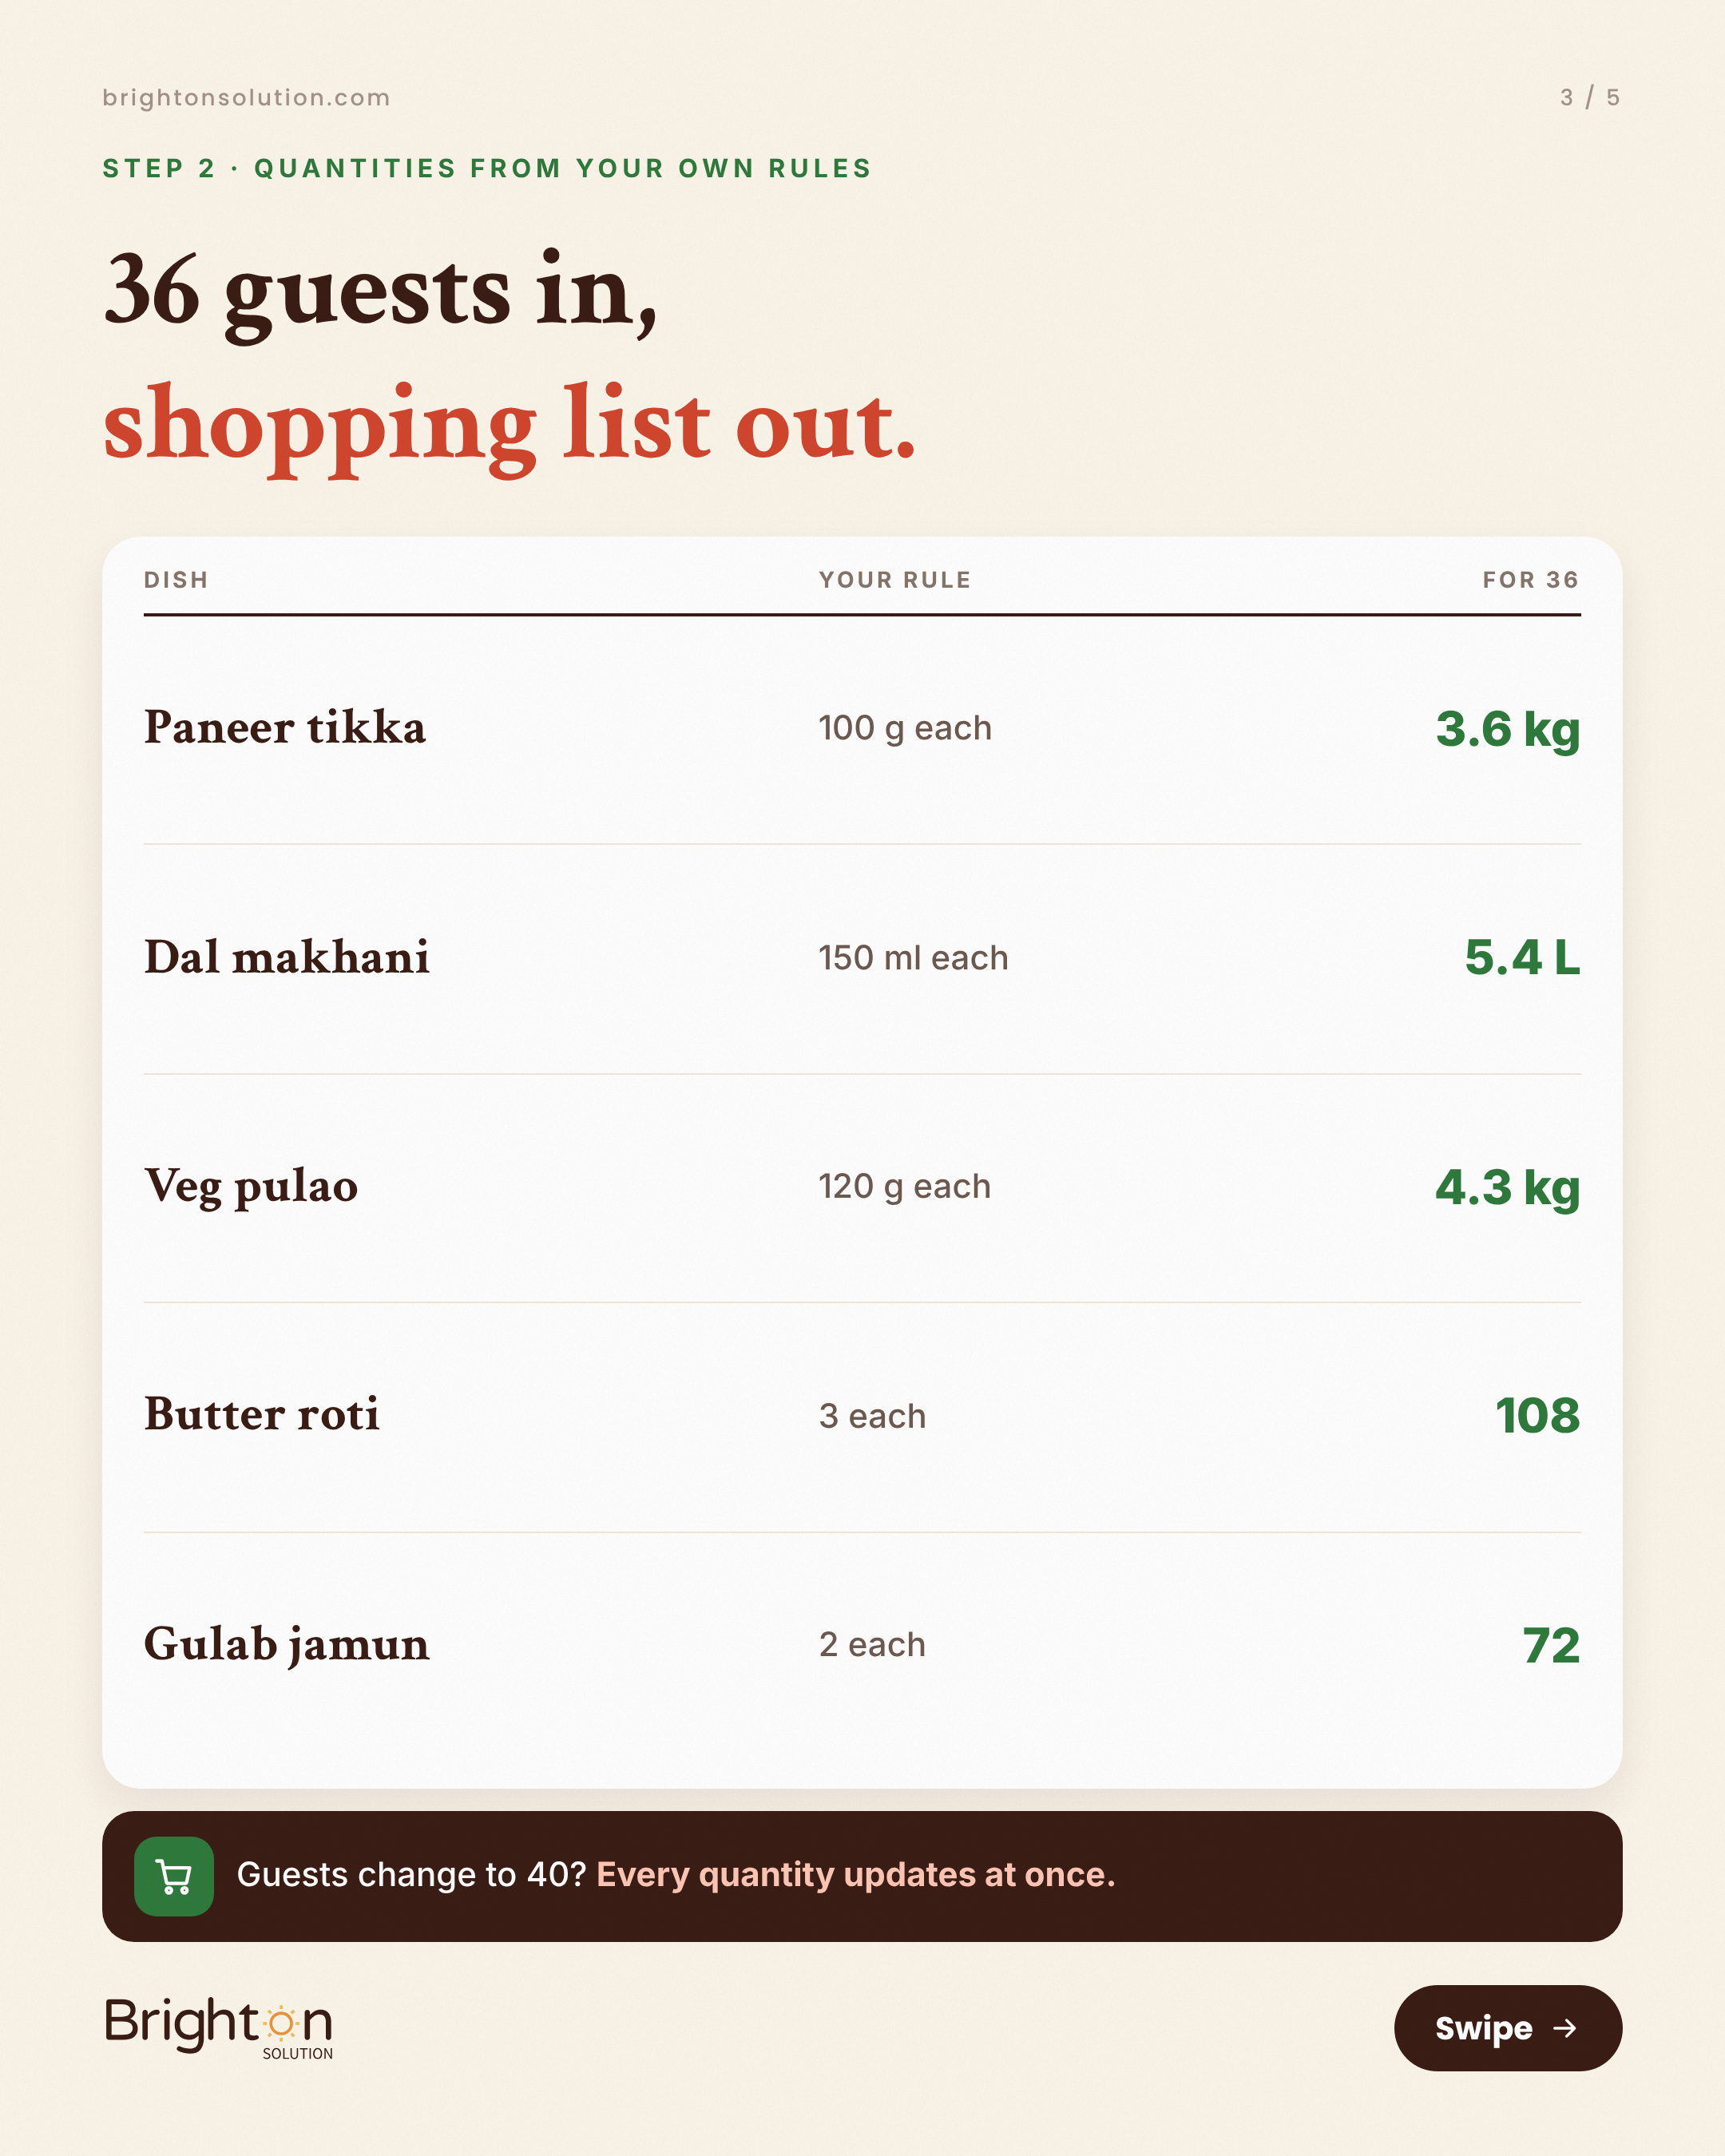 brightonsolution.com
3 / 5
STEP 2 · QUANTITIES FROM YOUR OWN RULES
36 guests in,
shopping list out.
DISH YOUR RULE FOR 36
Paneer tikka 100 g each 3.6 kg
Dal makhani 150 ml each 5.4 L
Veg pulao 120 g each 4.3 kg
Butter roti 3 each 108
Gulab jamun 2 each 72
Guests change to 40? Every quantity updates at once.
Brighton
SOLUTION
Swipe →